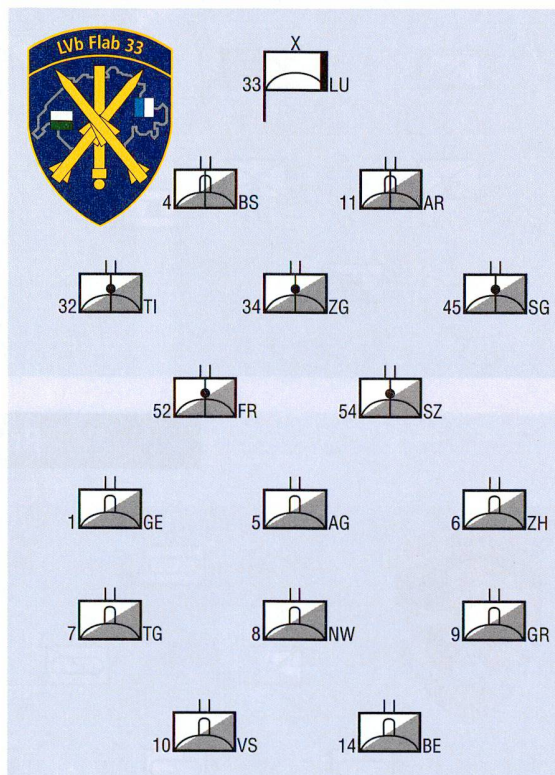 LVb Flab 33
X
33 LU
4 BS 11 AR
32 TI 34 ZG 45 SG
52 FR 54 SZ
1 GE 5 AG 6 ZH
7 TG 8 NW 9 GR
10 VS 14 BE